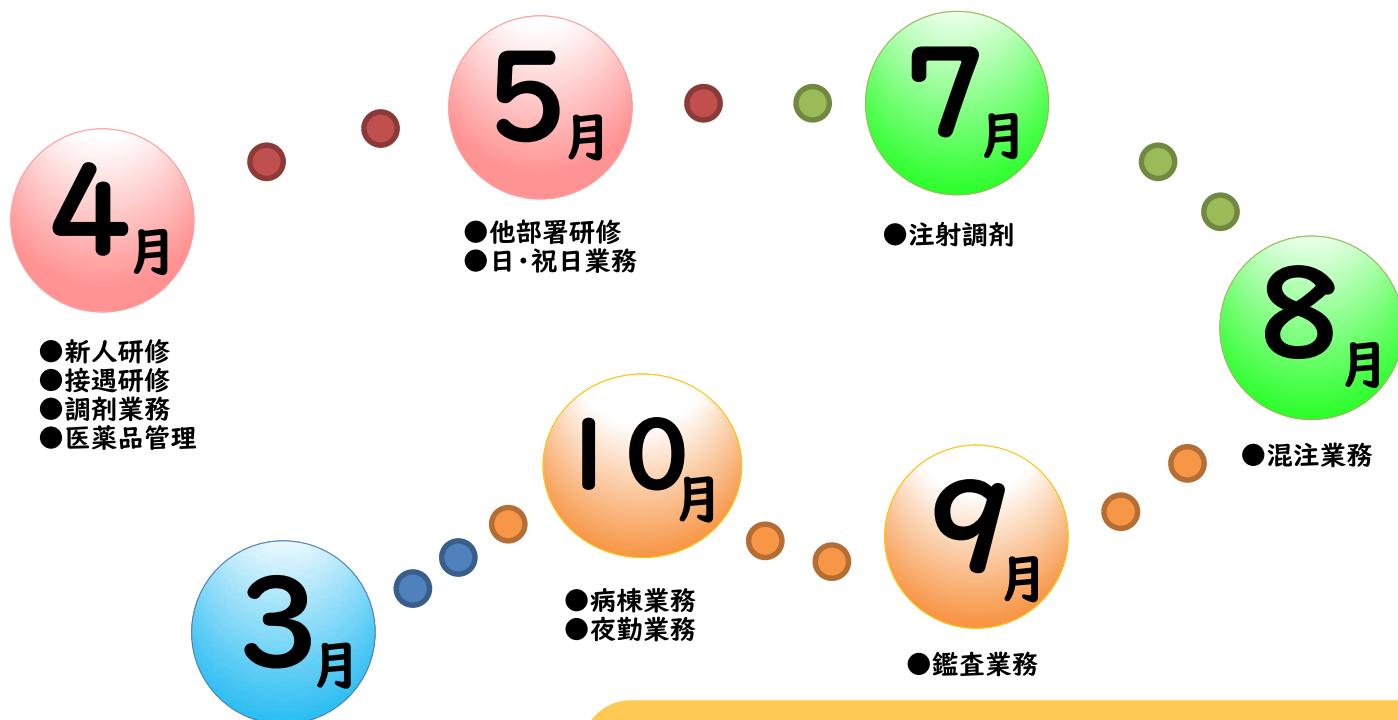 4月
●新人研修
●接遇研修
●調剤業務
●医薬品管理
5月
●他部署研修
●日・祝日業務
7月
●注射調剤
8月
●混注業務
9月
●鑑査業務
10月
●病棟業務
●夜勤業務
3月